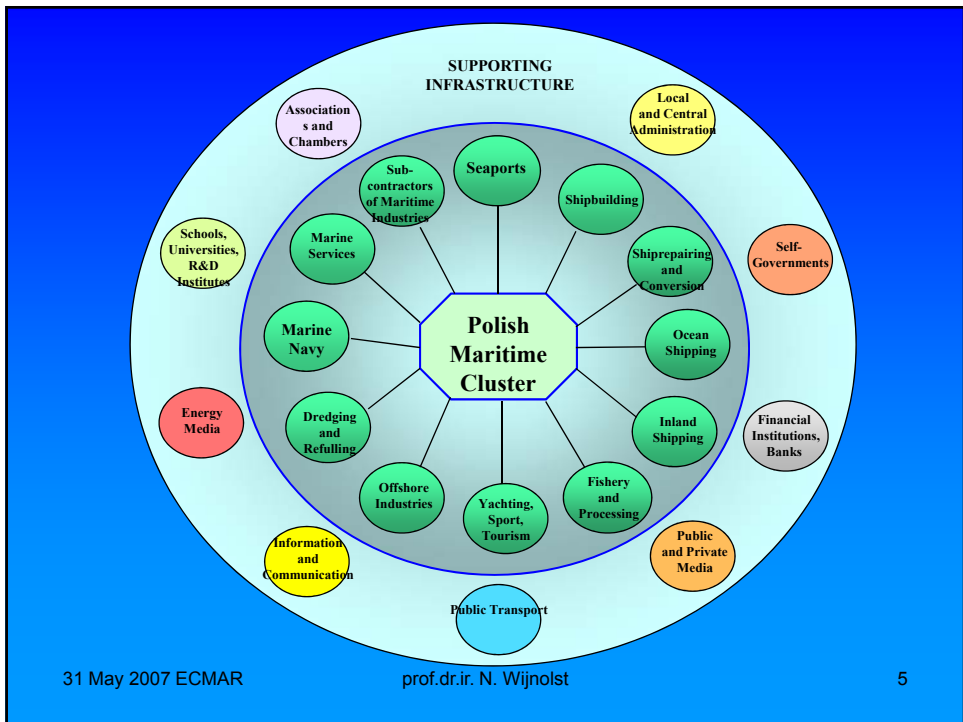 SUPPORTING
INFRASTRUCTURE
Association
s and
Chambers
Local
and Central
Administration
Schools,
Universities,
R&D
Institutes
Self-
Governments
Energy
Media
Financial
Institutions,
Banks
Information
and
Communication
Public
and Private
Media
Public Transport
Seaports
Sub-
contractors
of Maritime
Industries
Shipbuilding
Marine
Services
Shiprepairing
and
Conversion
Marine
Navy
Ocean
Shipping
Dredging
and
Refulling
Inland
Shipping
Offshore
Industries
Yachting,
Sport,
Tourism
Fishery
and
Processing
Polish
Maritime
Cluster
31 May 2007 ECMAR
prof.dr.ir. N. Wijnolst
5